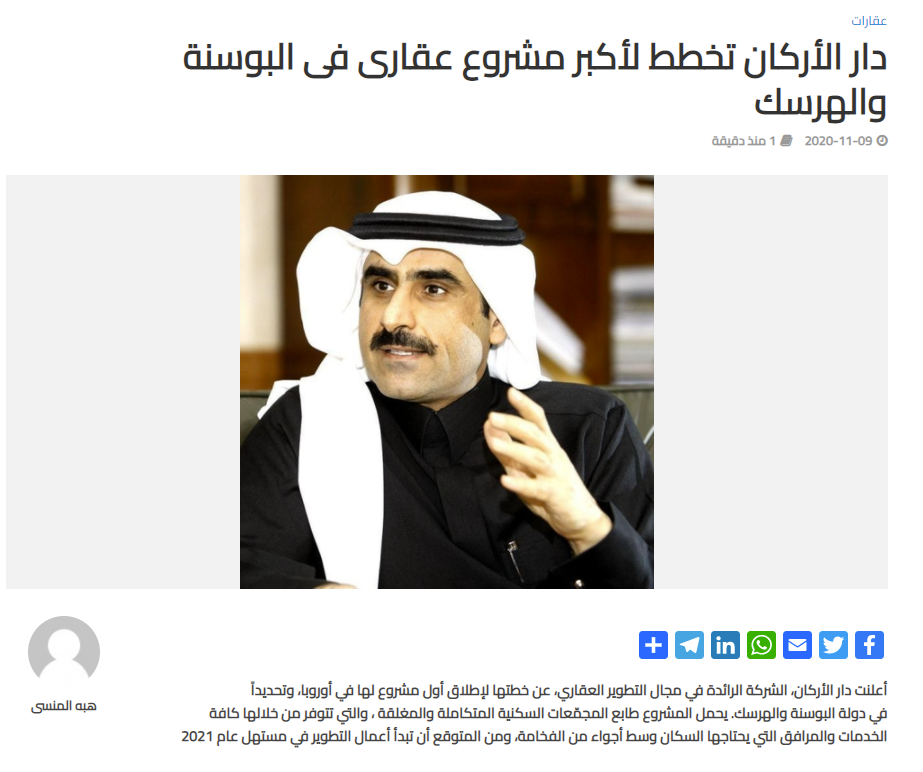 عقارات
دار الأركان تخطط لأكبر مشروع عقارى فى البوسنة
والهرسك
2020-11-09 1 منذ دقيقة
أعلنت دار الأركان، الشركة الرائدة في مجال التطوير العقاري، عن خطتها لإطلاق أول مشروع لها في أوروبا، وتحديداً
في دولة البوسنة والهرسك. يحمل المشروع طابع المجمّعات السكنية المتكاملة والمغلقة ، والتي تتوفر من خلالها كافة
الخدمات والمرافق التي يحتاجها السكان وسط أجواء من الفخامة، ومن المتوقع أن تبدأ أعمال التطوير في مستهل عام 2021
هبه المنسى